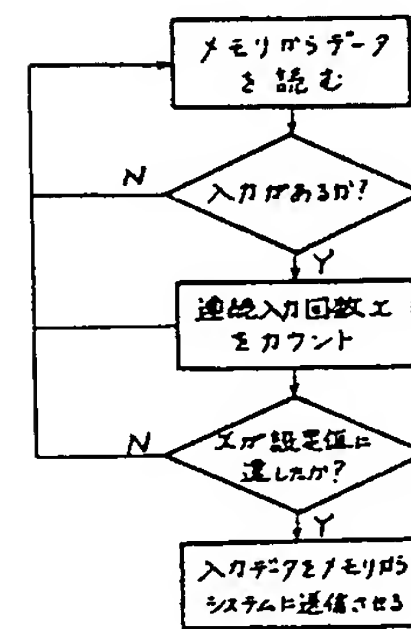 メモリからデータ
を読む
N
入力があるか?
Y
連続入力回数エ
をカウント
N
エが設定値に
達したか?
Y
入力データをメモリから
システムに送信させる